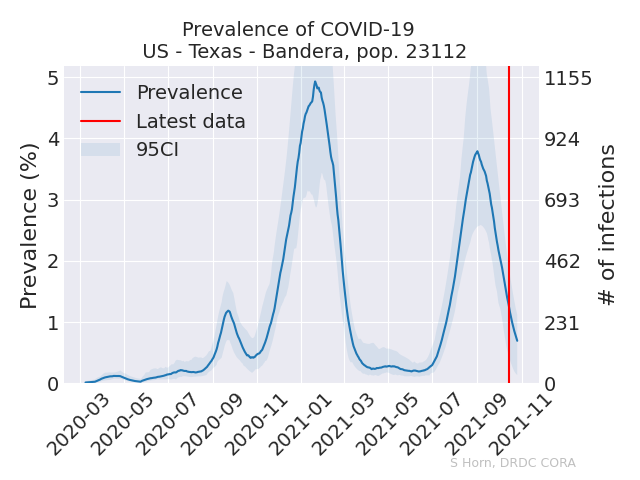 Prevalence of COVID-19
US - Texas - Bandera, pop. 23112
Prevalence
Latest data
95CI
Prevalence (%)
5
4
3
2
1
0
# of infections
1155
924
693
462
231
0
2020-03
2020-05
2020-07
2020-09
2020-11
2021-01
2021-03
2021-05
2021-07
2021-09
2021-11
S Horn, DRDC CORA